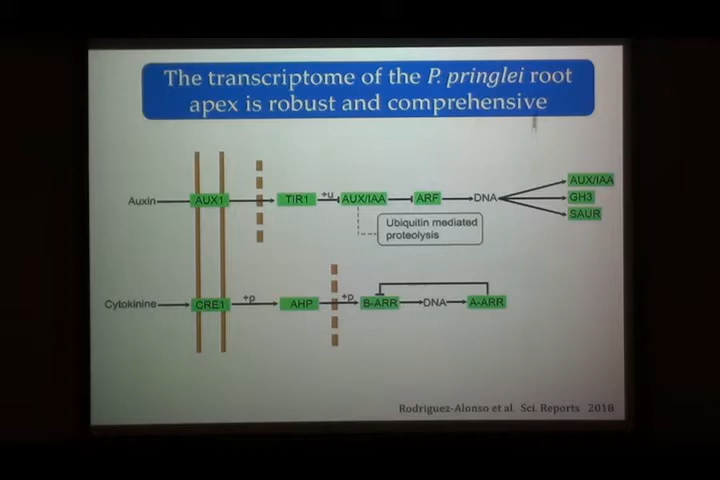 The transcriptome of the P. pringlei root
apex is robust and comprehensive
Auxin
AUX1
TIR1
+u
AUX/IAA
ARF
DNA
AUX/IAA
GH3
SAUR
Ubiquitin mediated
proteolysis
Cytokinine
CRE1
+p
AHP
+p
B-ARR
DNA
A-ARR
Rodriguez-Alonso et al. Sci. Reports 2018